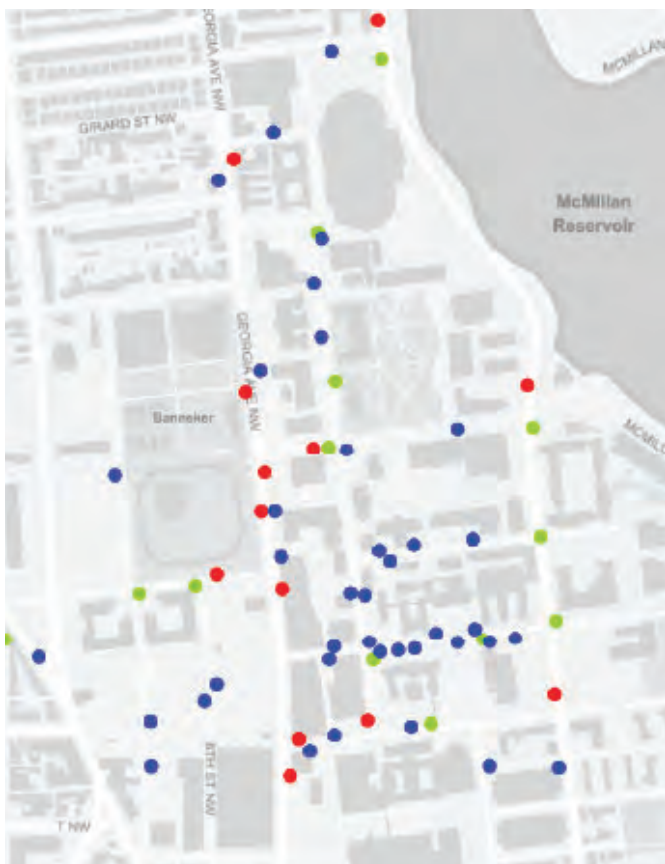 GEORGIA AVE NW
MCMILLAN
GIRARD ST NW
McMillan
Reservoir
GEORGIA AVE NW
Banneker
MCMILL
8TH ST NW
T NW